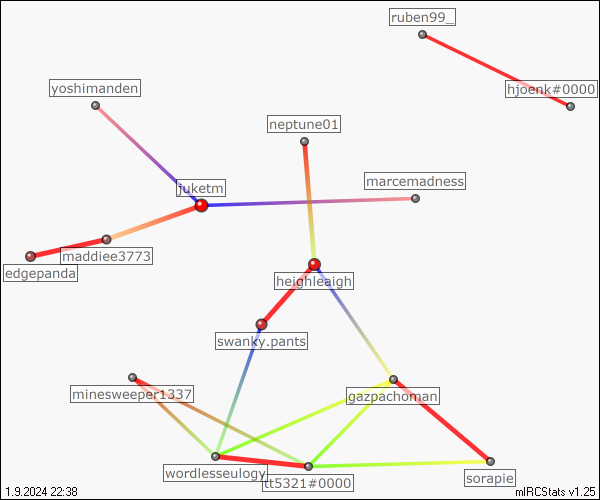 ruben99_
yoshimanden
hjoenk#0000
neptune01
marcemadness
juketm
maddiee3773
edgepanda
heighleaigh
swanky.pants
minesweeper1337
gazpachoman
wordlesseulogy
tt5321#0000
sorapie
1.9.2024 22:38
mIRCStats v1.25